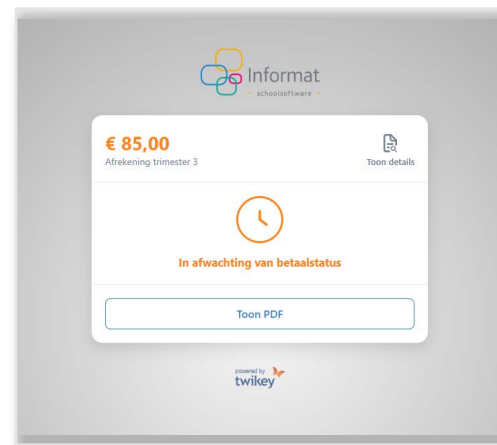 Informat
• schoolsoftware •
€ 85,00
Afrekening trimester 3
Toon details
In afwachting van betaalstatus
Toon PDF
powered by
twikey